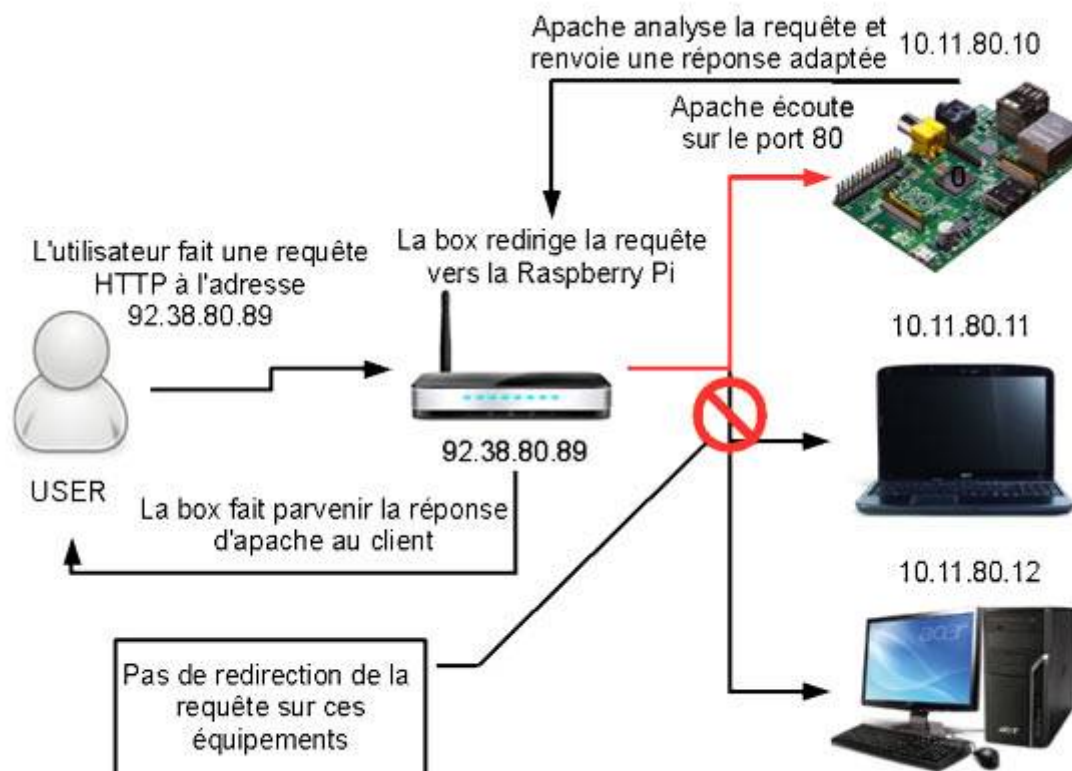 Apache analyse la requête et
renvoie une réponse adaptée
10.11.80.10
Apache écoute
sur le port 80
0
L'utilisateur fait une requête
HTTP à l'adresse
92.38.80.89
La box redirige la requête
vers la Raspberry Pi
10.11.80.11
92.38.80.89
USER
La box fait parvenir la réponse
d'apache au client
10.11.80.12
acer
Pas de redirection de la
requête sur ces
équipements